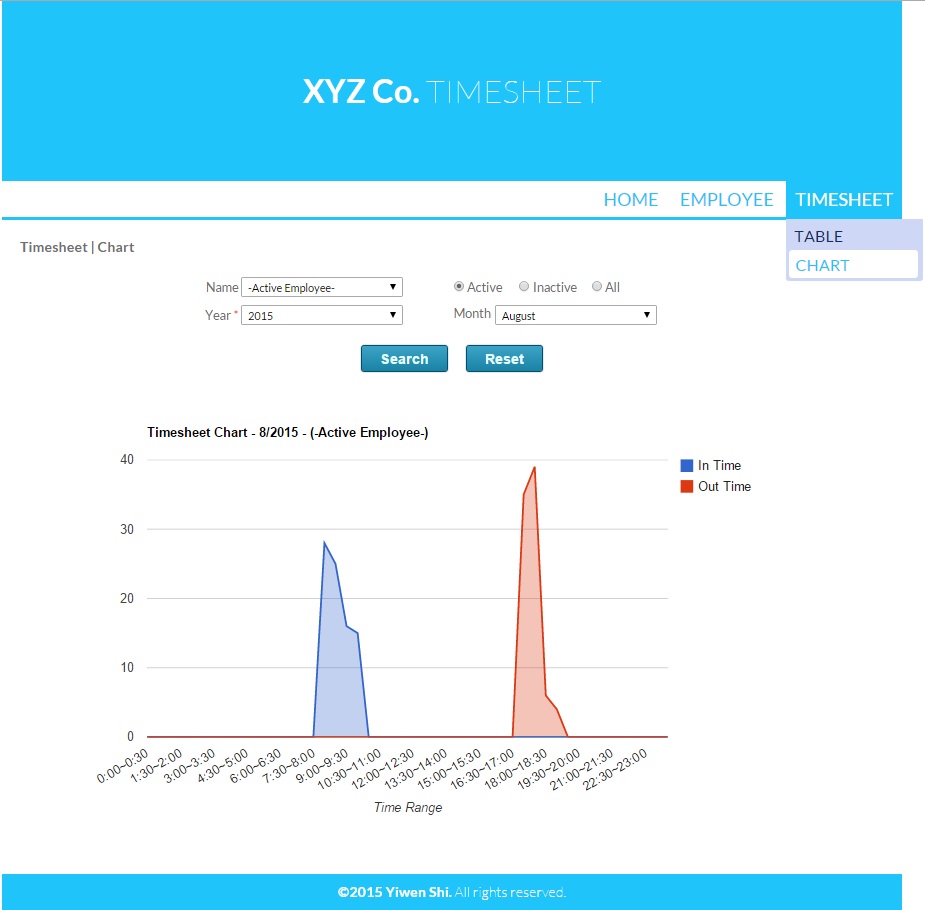 XYZ Co. TIMESHEET
HOME EMPLOYEE TIMESHEET
TABLE
CHART
Timesheet | Chart
Name -Active Employee- Active Inactive All
Year * 2015 Month August
Search Reset
Timesheet Chart - 8/2015 - (-Active Employee-)
In Time
Out Time
40
30
20
10
0
0:00~0:30 1:30~2:00 3:00~3:30 4:30~5:00 6:00~6:30 7:30~8:00 9:00~9:30 10:30~11:00 12:00~12:30 13:30~14:00 15:00~15:30 16:30~17:00 18:00~18:30 19:30~20:00 21:00~21:30 22:30~23:00
Time Range
©2015 Yiwen Shi. All rights reserved.